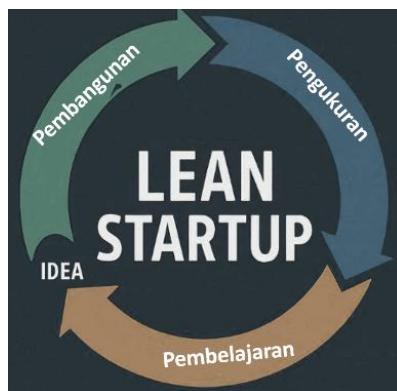 Pembangunan
Pengukuran
LEAN
STARTUP
IDEA
Pembelajaran